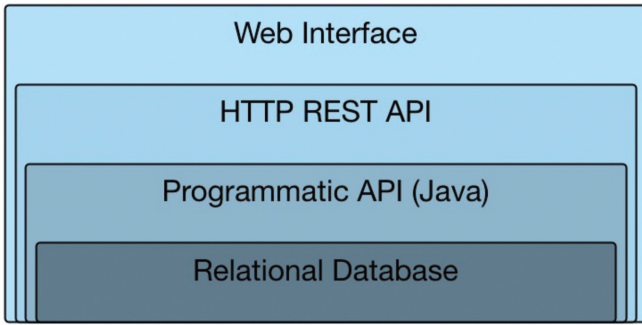 Web Interface
HTTP REST API
Programmatic API (Java)
Relational Database